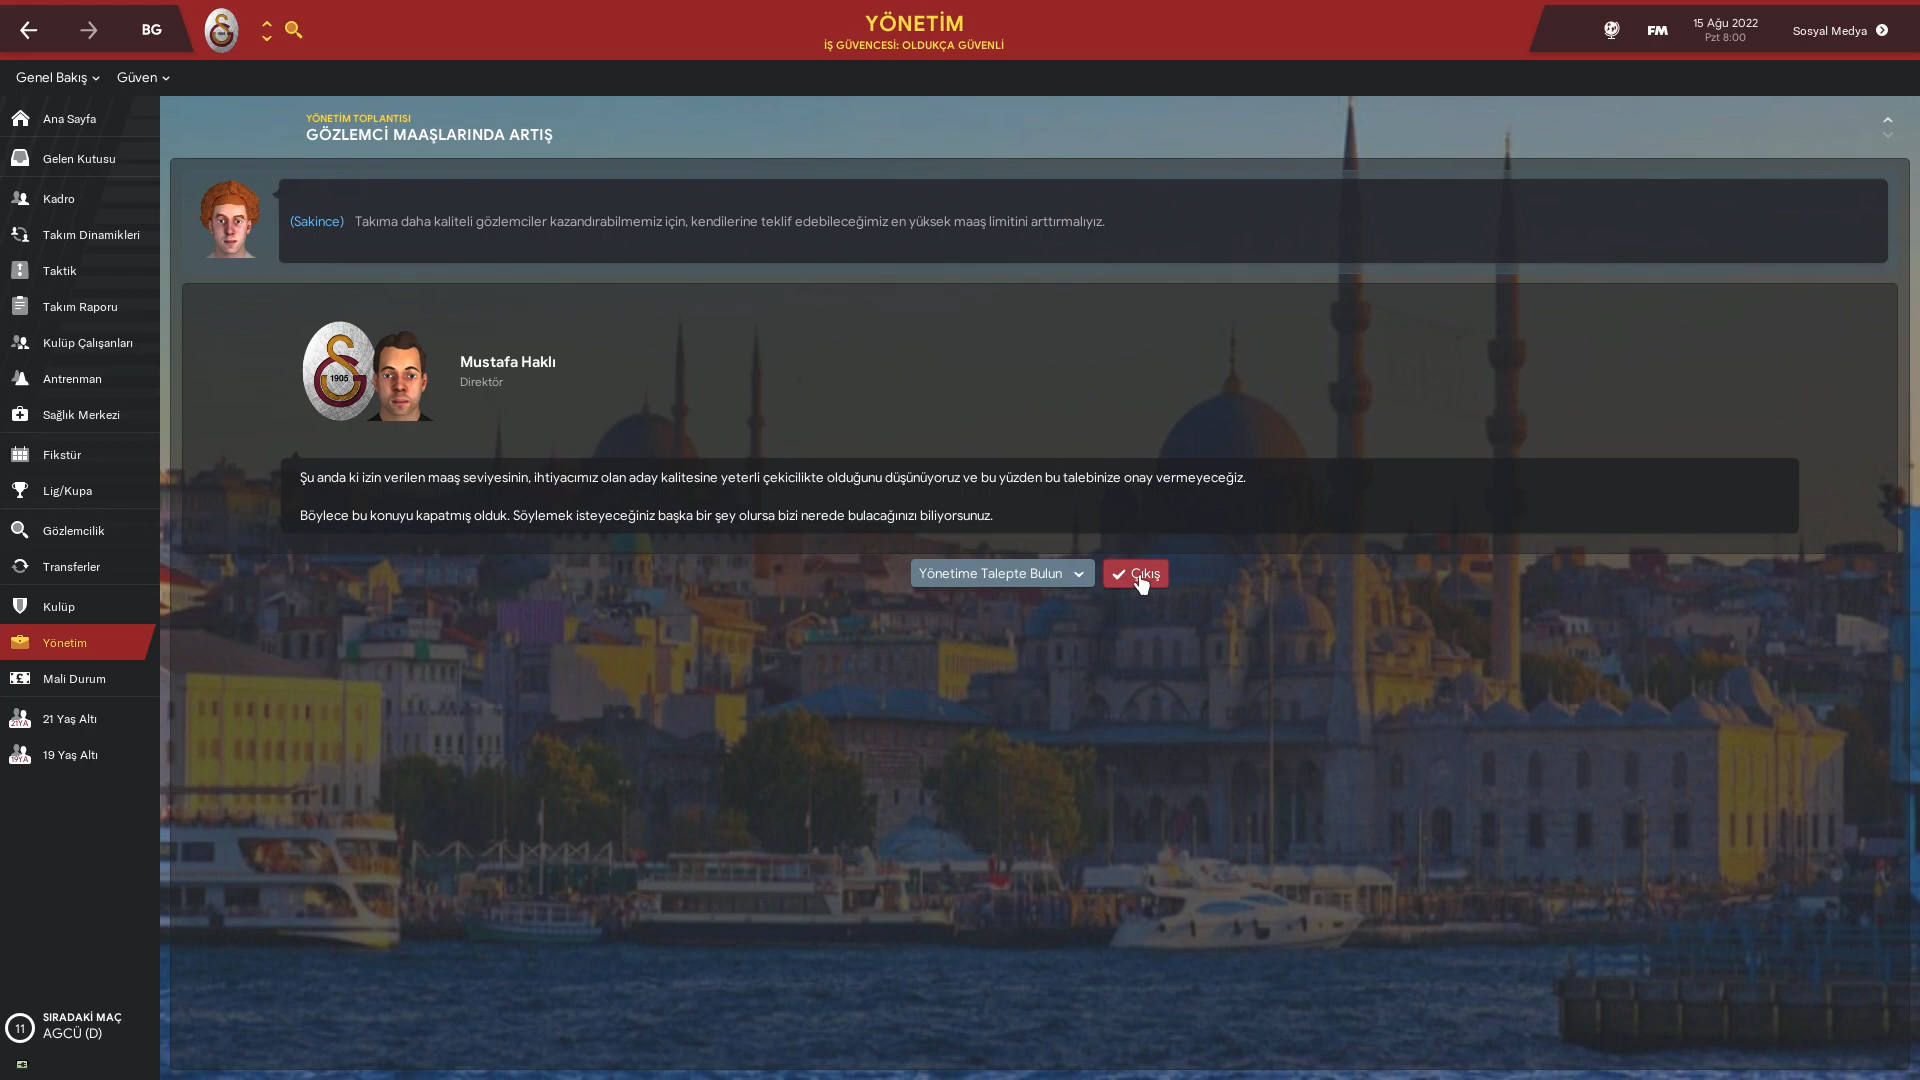 BG
YÖNETİM
İŞ GÜVENCESİ: OLDUKÇA GÜVENLİ
FM
15 Ağu 2022
Pzt 8:00
Sosyal Medya
Genel Bakış
Güven
Ana Sayfa
Gelen Kutusu
Kadro
Takım Dinamikleri
Taktik
Takım Raporu
Kulüp Çalışanları
Antrenman
Sağlık Merkezi
Fikstür
Lig/Kupa
Gözlemcilik
Transferler
Kulüp
Yönetim
Mali Durum
21YA
21 Yaş Altı
19YA
19 Yaş Altı
11
SIRADAKİ MAÇ
AGCÜ (D)
YÖNETİM TOPLANTISI
GÖZLEMCİ MAAŞLARINDA ARTIŞ
(Sakince) Takıma daha kaliteli gözlemciler kazandırabilmemiz için, kendilerine teklif edebileceğimiz en yüksek maaş limitini arttırmalıyız.
1905
Mustafa Haklı
Direktör
Şu anda ki izin verilen maaş seviyesinin, ihtiyacımız olan aday kalitesine yeterli çekicilikte olduğunu düşünüyoruz ve bu yüzden bu talebinize onay vermeyeceğiz.
Böylece bu konuyu kapatmış olduk. Söylemek isteyeceğiniz başka bir şey olursa bizi nerede bulacağınızı biliyorsunuz.
Yönetime Talepte Bulun
Çıkış